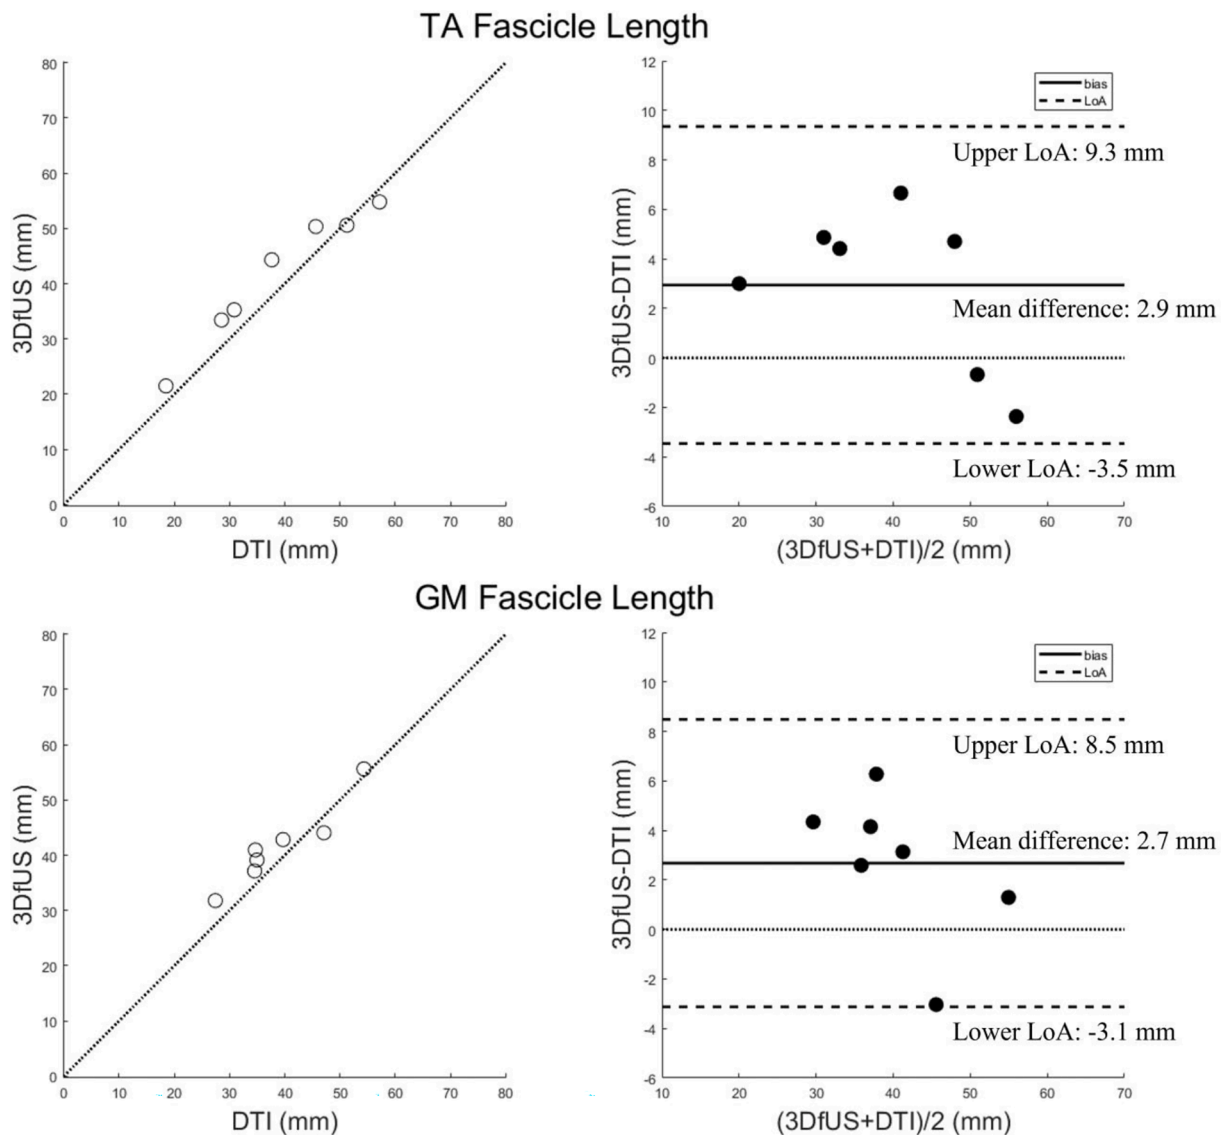 TA Fascicle Length
80
70
60
50
40
30
20
10
0
3DfUS (mm)
0 10 20 30 40 50 60 70 80
DTI (mm)
12
10
8
6
4
2
0
-2
-4
-6
3DfUS-DTI (mm)
bias
LoA
Upper LoA: 9.3 mm
Mean difference: 2.9 mm
Lower LoA: -3.5 mm
10 20 30 40 50 60 70
(3DfUS+DTI)/2 (mm)
GM Fascicle Length
80
70
60
50
40
30
20
10
0
3DfUS (mm)
0 10 20 30 40 50 60 70 80
DTI (mm)
12
10
8
6
4
2
0
-2
-4
-6
3DfUS-DTI (mm)
bias
LoA
Upper LoA: 8.5 mm
Mean difference: 2.7 mm
Lower LoA: -3.1 mm
10 20 30 40 50 60 70
(3DfUS+DTI)/2 (mm)